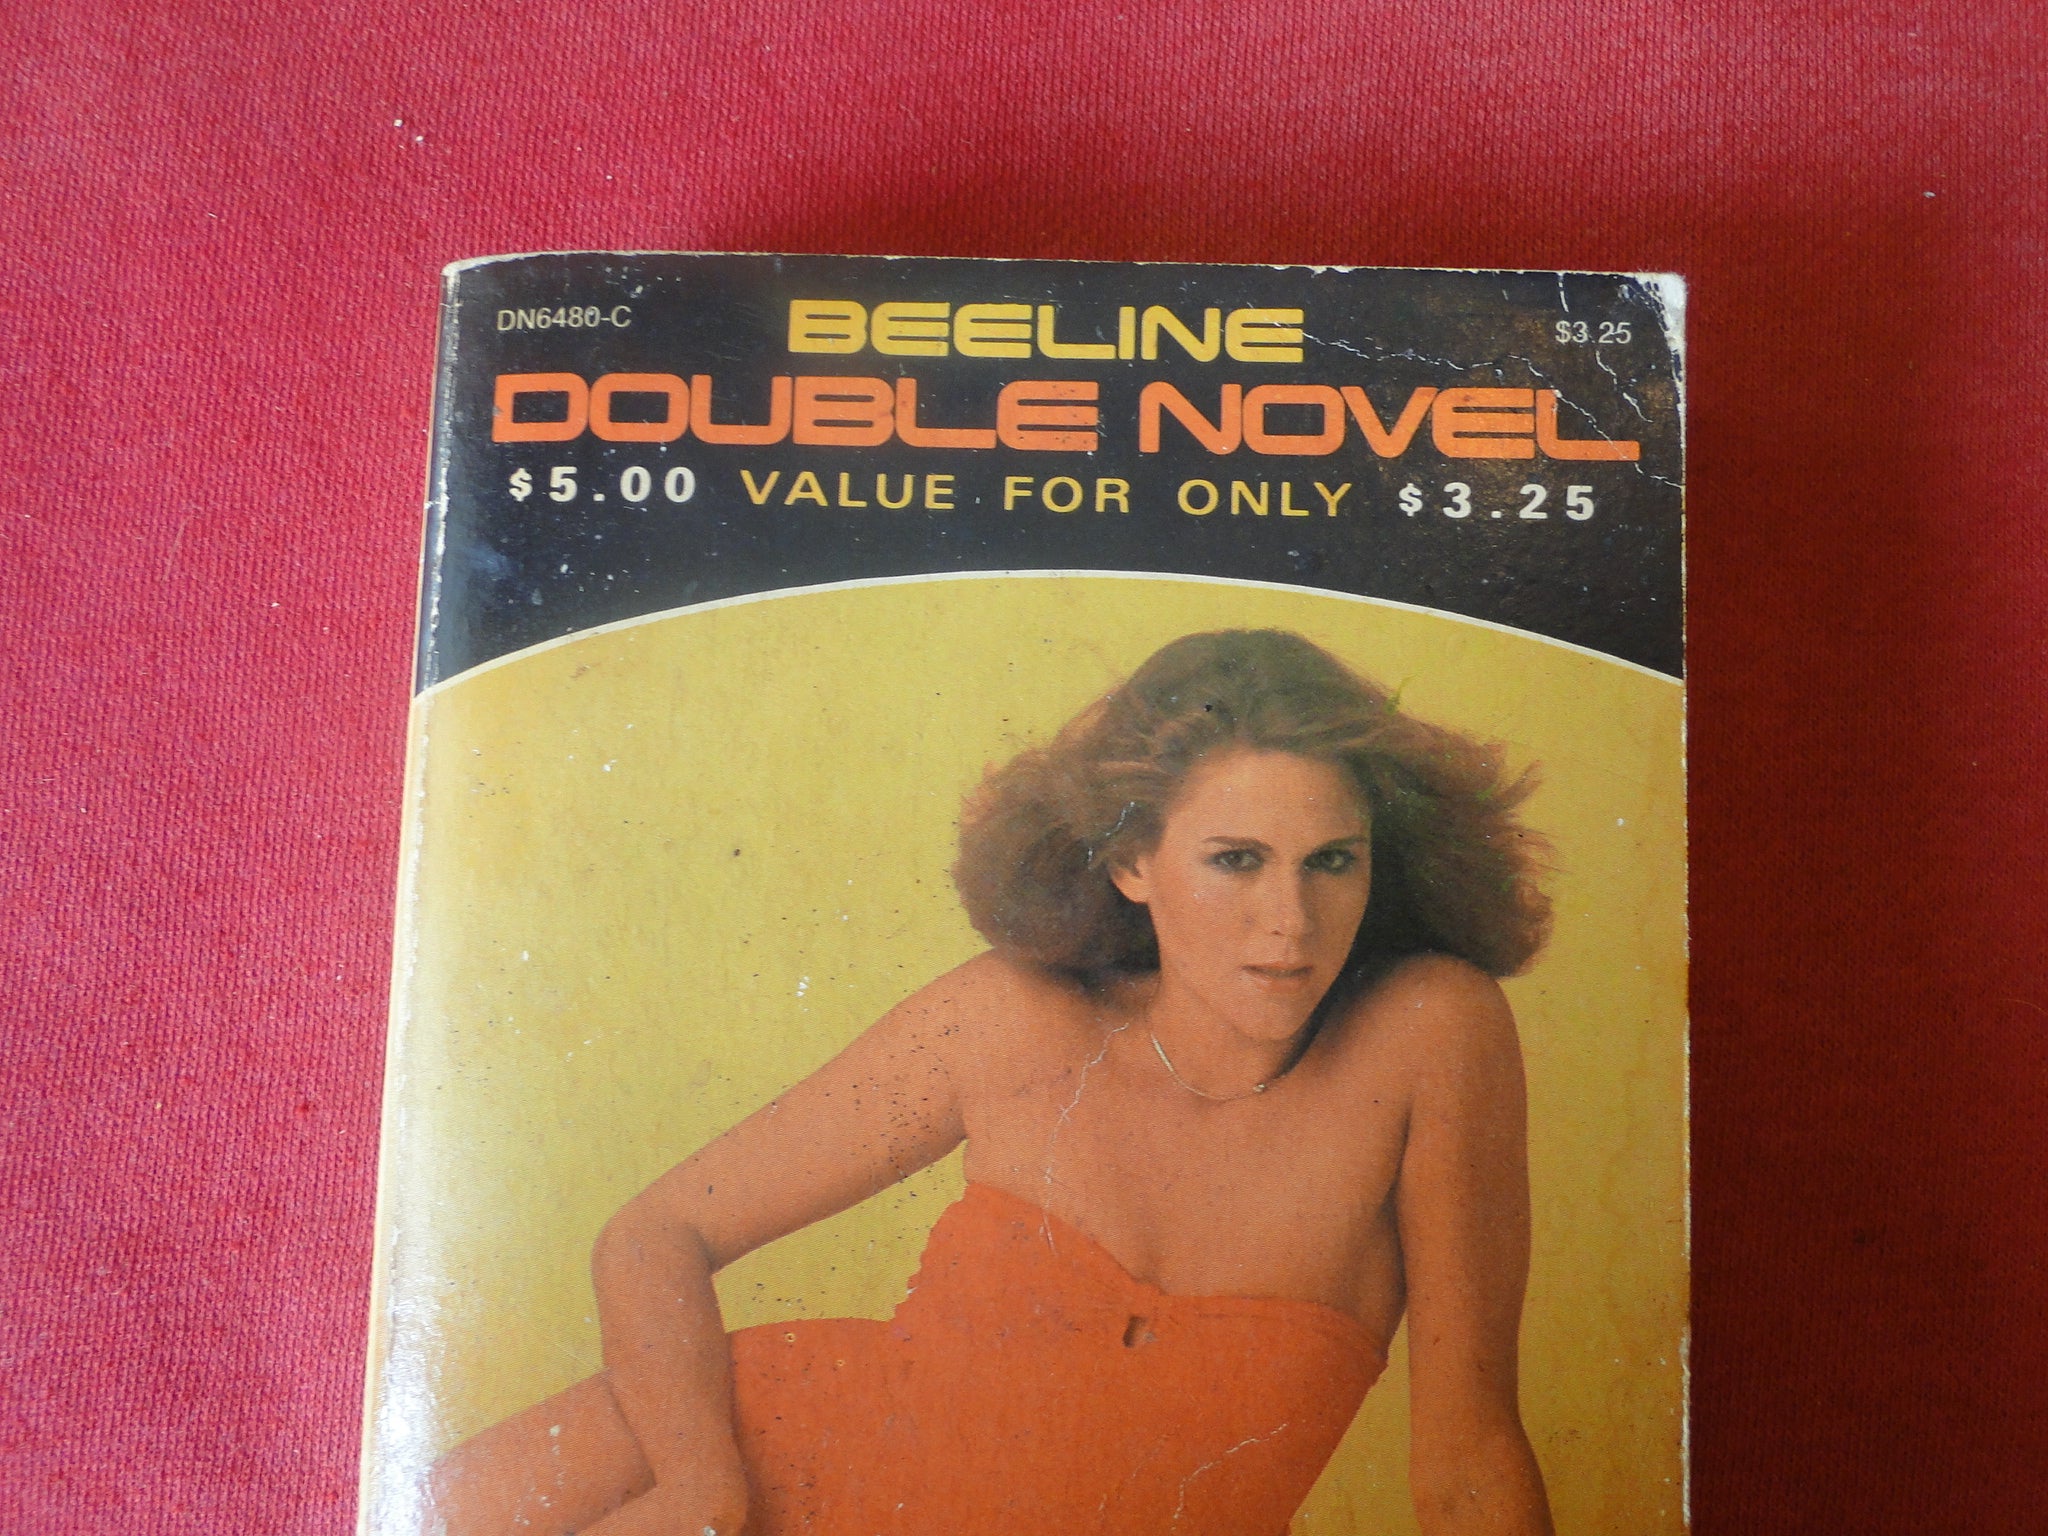 DN6480-C
BEELINE
$3.25
DOUBLE NOVEL
$5.00 VALUE FOR ONLY $3.25